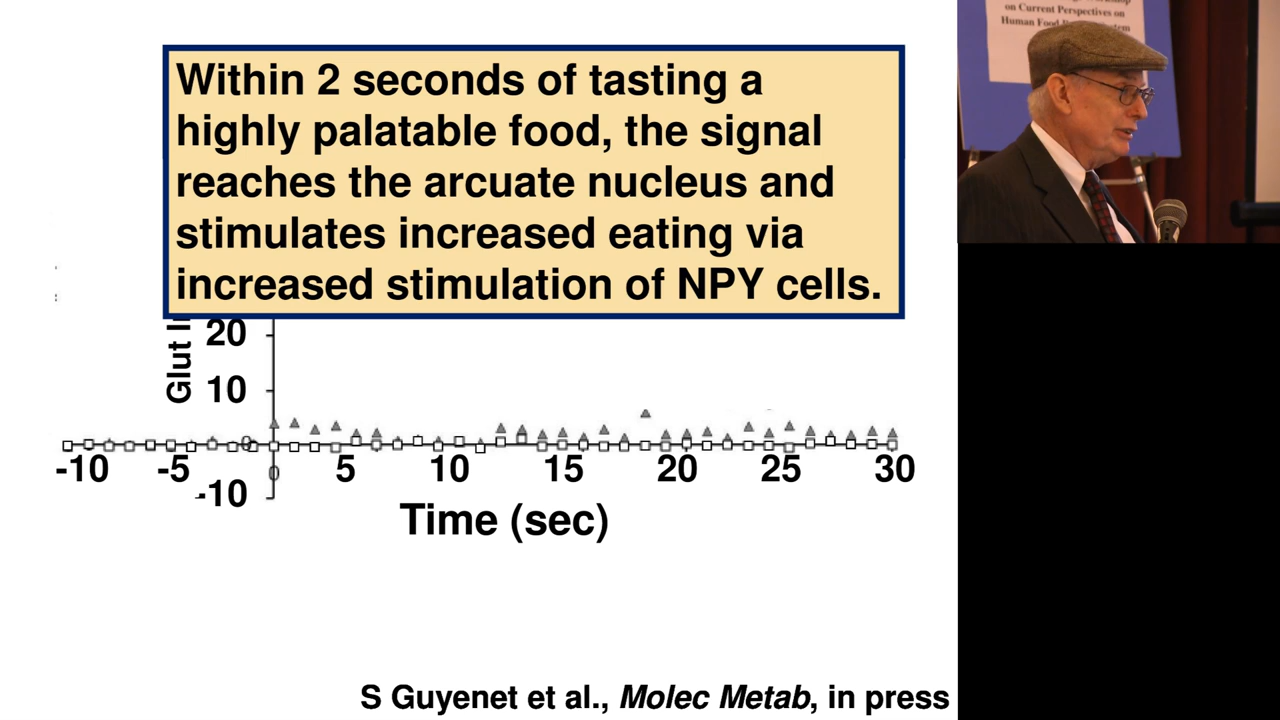 on Current Perspectives on
Human Food
Within 2 seconds of tasting a
highly palatable food, the signal
reaches the arcuate nucleus and
stimulates increased eating via
increased stimulation of NPY cells.
Glut
20
10
0
-10 -5 0 5 10 15 20 25 30
-10
Time (sec)
S Guyenet et al., Molec Metab, in press